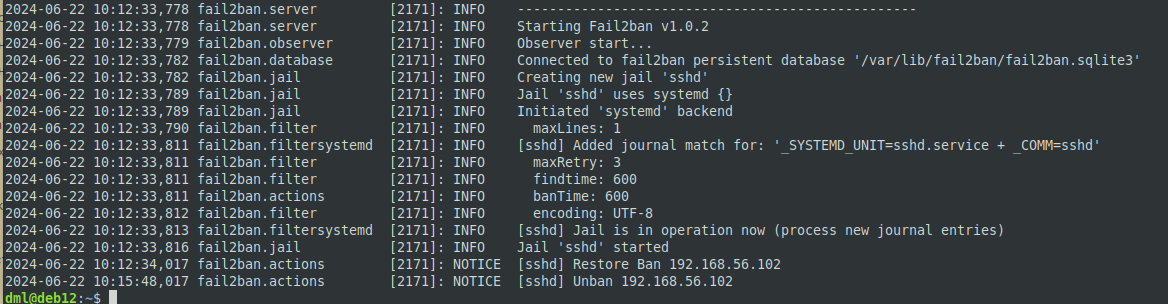 2024-06-22 10:12:33,778 fail2ban.server         [2171]: INFO    --------------------------------------------------
2024-06-22 10:12:33,778 fail2ban.server         [2171]: INFO    Starting Fail2ban v1.0.2
2024-06-22 10:12:33,779 fail2ban.observer       [2171]: INFO    Observer start...
2024-06-22 10:12:33,782 fail2ban.database       [2171]: INFO    Connected to fail2ban persistent database '/var/lib/fail2ban/fail2ban.sqlite3'
2024-06-22 10:12:33,782 fail2ban.jail           [2171]: INFO    Creating new jail 'sshd'
2024-06-22 10:12:33,789 fail2ban.jail           [2171]: INFO    Jail 'sshd' uses systemd {}
2024-06-22 10:12:33,789 fail2ban.jail           [2171]: INFO    Initiated 'systemd' backend
2024-06-22 10:12:33,790 fail2ban.filter         [2171]: INFO      maxLines: 1
2024-06-22 10:12:33,811 fail2ban.filtersystemd  [2171]: INFO    [sshd] Added journal match for: '_SYSTEMD_UNIT=sshd.service + _COMM=sshd'
2024-06-22 10:12:33,811 fail2ban.filter         [2171]: INFO      maxRetry: 3
2024-06-22 10:12:33,811 fail2ban.filter         [2171]: INFO      findtime: 600
2024-06-22 10:12:33,811 fail2ban.actions        [2171]: INFO      banTime: 600
2024-06-22 10:12:33,812 fail2ban.filter         [2171]: INFO      encoding: UTF-8
2024-06-22 10:12:33,813 fail2ban.filtersystemd  [2171]: INFO    [sshd] Jail is in operation now (process new journal entries)
2024-06-22 10:12:33,816 fail2ban.jail           [2171]: INFO    Jail 'sshd' started
2024-06-22 10:12:34,017 fail2ban.actions        [2171]: NOTICE  [sshd] Restore Ban 192.168.56.102
2024-06-22 10:15:48,017 fail2ban.actions        [2171]: NOTICE  [sshd] Unban 192.168.56.102
dml@deb12:~$